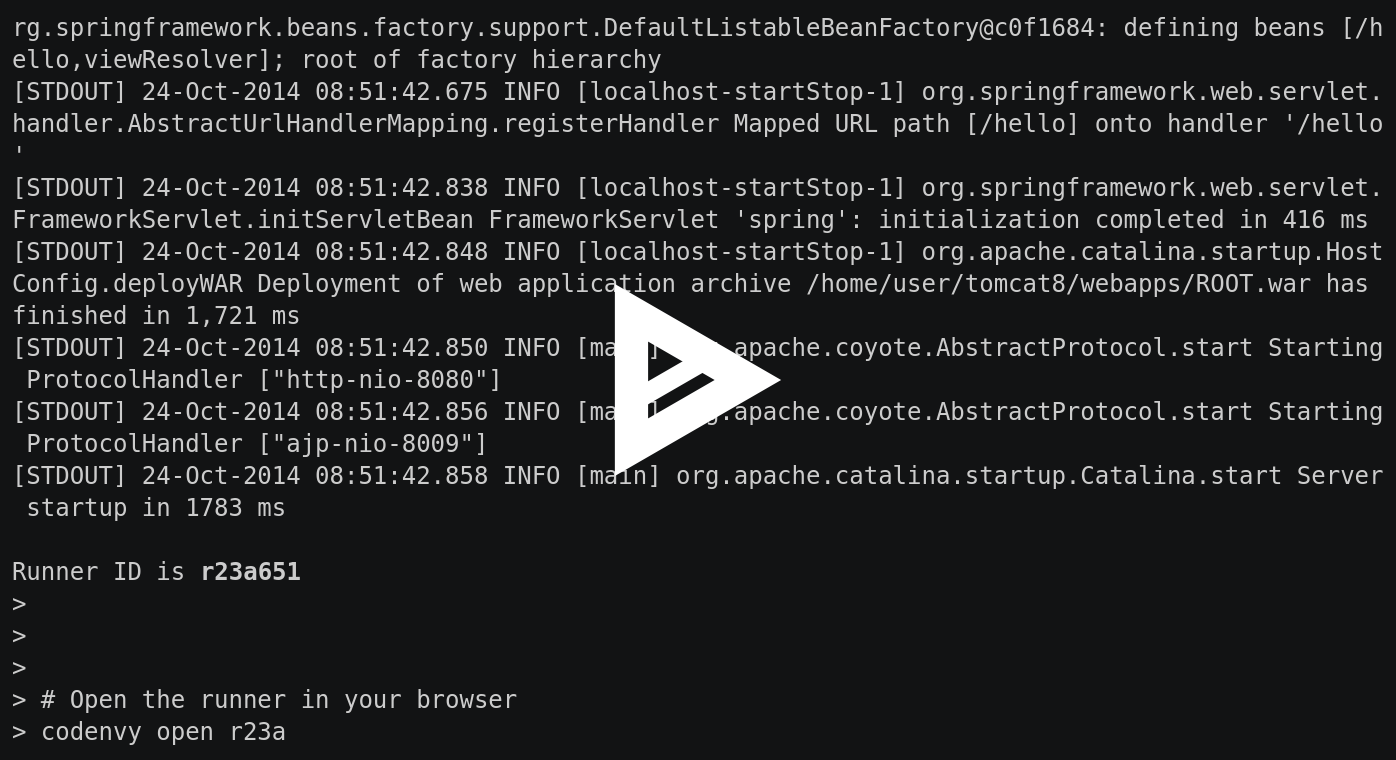 rg.springframework.beans.factory.support.DefaultListableBeanFactory@c0f1684: defining beans [/h
ello,viewResolver]; root of factory hierarchy
[STDOUT] 24-Oct-2014 08:51:42.675 INFO [localhost-startStop-1] org.springframework.web.servlet.
handler.AbstractUrlHandlerMapping.registerHandler Mapped URL path [/hello] onto handler '/hello
'
[STDOUT] 24-Oct-2014 08:51:42.838 INFO [localhost-startStop-1] org.springframework.web.servlet.
FrameworkServlet.initServletBean FrameworkServlet 'spring': initialization completed in 416 ms
[STDOUT] 24-Oct-2014 08:51:42.848 INFO [localhost-startStop-1] org.apache.catalina.startup.Host
Config.deployWAR Deployment of web application archive /home/user/tomcat8/webapps/ROOT.war has
finished in 1,721 ms
[STDOUT] 24-Oct-2014 08:51:42.850 INFO apache.coyote.AbstractProtocol.start Starting
 ProtocolHandler ["http-nio-8080"]
[STDOUT] 24-Oct-2014 08:51:42.856 INFO apache.coyote.AbstractProtocol.start Starting
 ProtocolHandler ["ajp-nio-8009"]
[STDOUT] 24-Oct-2014 08:51:42.858 INFO [main] org.apache.catalina.startup.Catalina.start Server
 startup in 1783 ms
Runner ID is r23a651
>
>
>
> # Open the runner in your browser
> codenvy open r23a